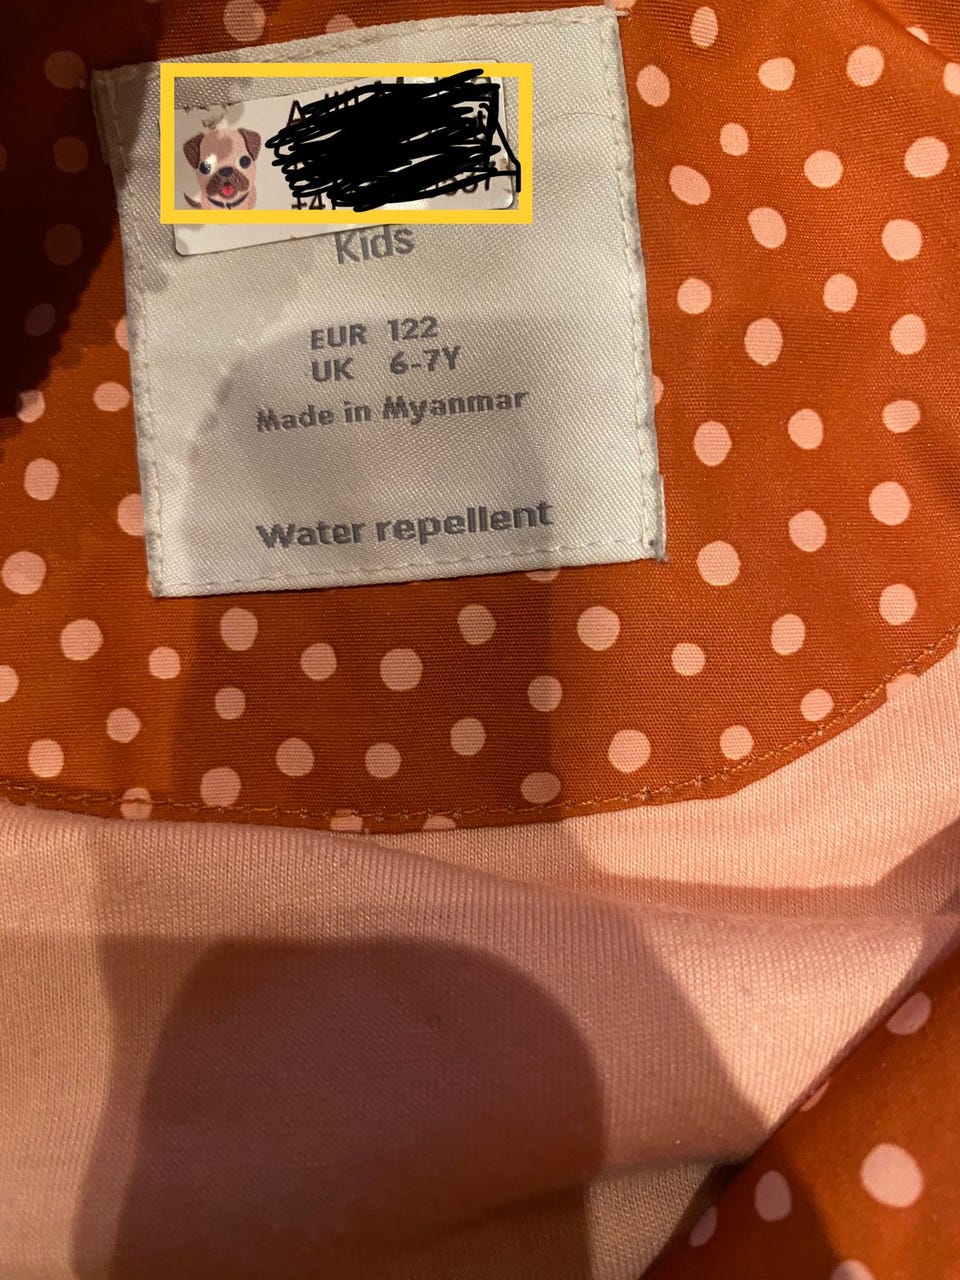 Kids
EUR 122
UK 6-7Y
Made in Myanmar
Water repellent